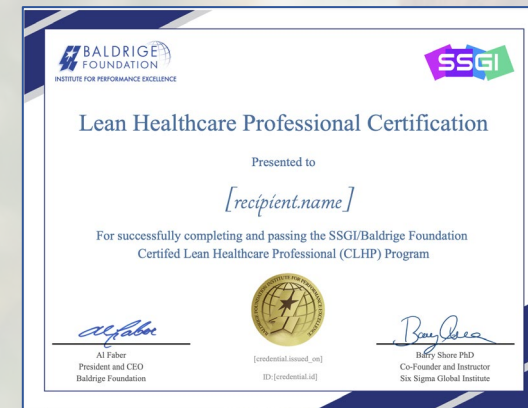 BALDRIGE
FOUNDATION
INSTITUTE FOR PERFORMANCE EXCELLENCE
SSGI
Lean Healthcare Professional Certification
Presented to
[recipient.name]
For successfully completing and passing the SSGI/Baldrige Foundation
Certifed Lean Healthcare Professional (CLHP) Program
Al Faber
President and CEO
Baldrige Foundation
[credential.issued_on]
ID:[credential.id]
Barry Shore PhD
Co-Founder and Instructor
Six Sigma Global Institute